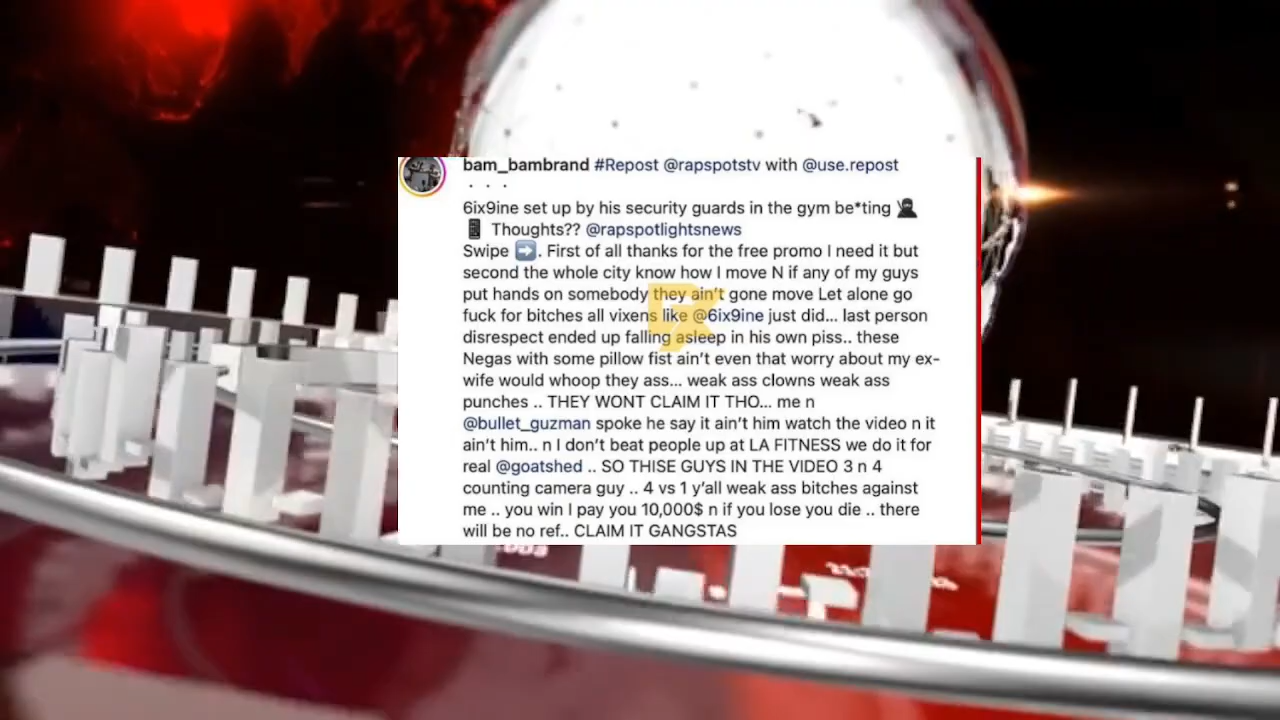 bam_bambrand #Repost @rapspotstv with @use.repost
. . .
6ix9ine set up by his security guards in the gym be*ting 🥷
📱 Thoughts?? @rapspotlightsnews
Swipe ➡️. First of all thanks for the free promo I need it but
second the whole city know how I move N if any of my guys
put hands on somebody they ain't gone move Let alone go
fuck for bitches all vixens like @6ix9ine just did... last person
disrespect ended up falling asleep in his own piss.. these
Negas with some pillow fist ain't even that worry about my ex-
wife would whoop they ass... weak ass clowns weak ass
punches .. THEY WONT CLAIM IT THO... me n
@bullet_guzman spoke he say it ain't him watch the video n it
ain't him.. n I don't beat people up at LA FITNESS we do it for
real @goatshed .. SO THISE GUYS IN THE VIDEO 3 n 4
counting camera guy .. 4 vs 1 y'all weak ass bitches against
me .. you win I pay you 10,000$ n if you lose you die .. there
will be no ref.. CLAIM IT GANGSTAS